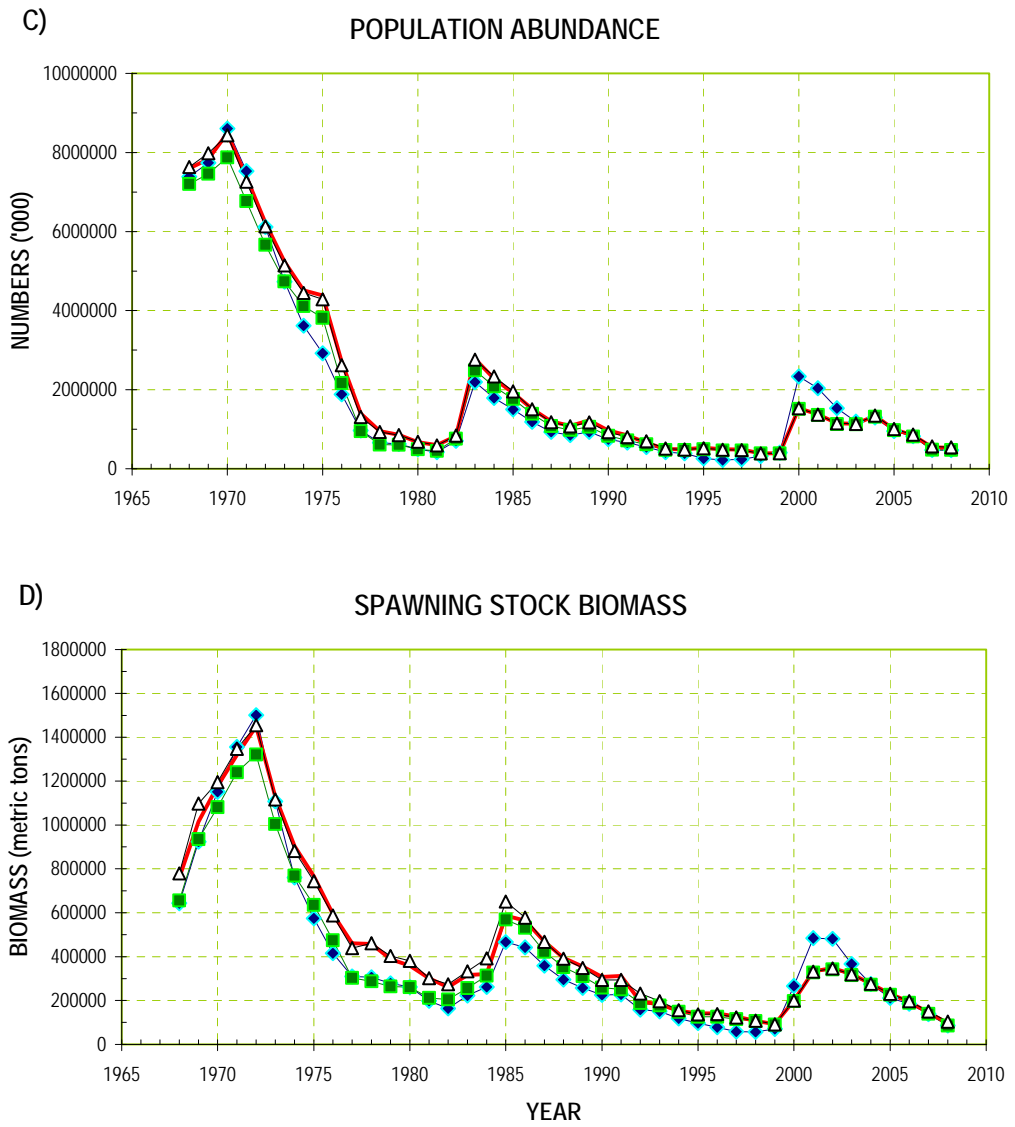 C)
POPULATION ABUNDANCE
NUMBERS ('000)
10000000
8000000
6000000
4000000
2000000
0
1965 1970 1975 1980 1985 1990 1995 2000 2005 2010
D)
SPAWNING STOCK BIOMASS
BIOMASS (metric tons)
1800000
1600000
1400000
1200000
1000000
800000
600000
400000
200000
0
1965 1970 1975 1980 1985 1990 1995 2000 2005 2010
YEAR